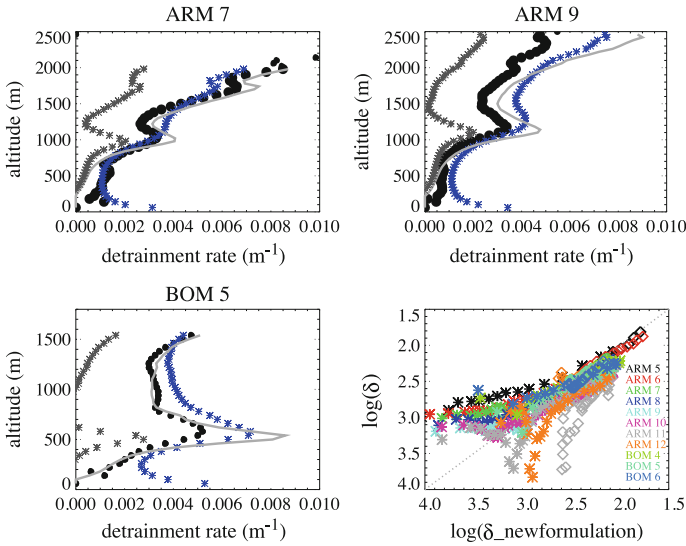 ARM 7
altitude (m)
2500
2000
1500
1000
500
0
0.000 0.002 0.004 0.006 0.008 0.010
detrainment rate (m⁻¹)
ARM 9
altitude (m)
2500
2000
1500
1000
500
0
0.000 0.002 0.004 0.006 0.008 0.010
detrainment rate (m⁻¹)
BOM 5
altitude (m)
1500
1000
500
0
0.000 0.002 0.004 0.006 0.008 0.010
detrainment rate (m⁻¹)
log(δ)
1.5
2.0
2.5
3.0
3.5
4.0
ARM 5
ARM 6
ARM 7
ARM 8
ARM 9
ARM 10
ARM 11
ARM 12
BOM 4
BOM 5
BOM 6
4.0 3.5 3.0 2.5 2.0 1.5
log(δ_newformulation)